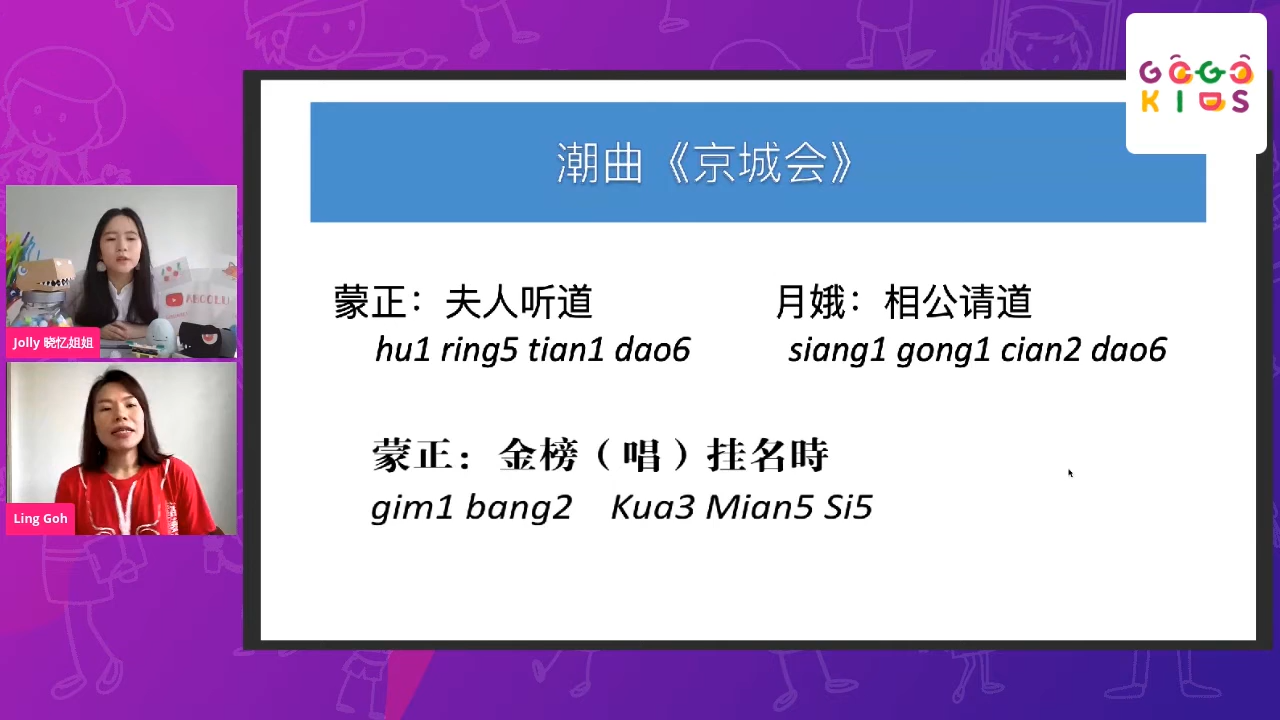 GOGO
KIDS
潮曲《京城会》
蒙正：夫人听道
hu1 ring5 tian1 dao6
月娥：相公请道
siang1 gong1 cian2 dao6
蒙正：金榜（唱）挂名時
gim1 bang2 Kua3 Mian5 Si5
Jolly 晓忆姐姐
Ling Goh